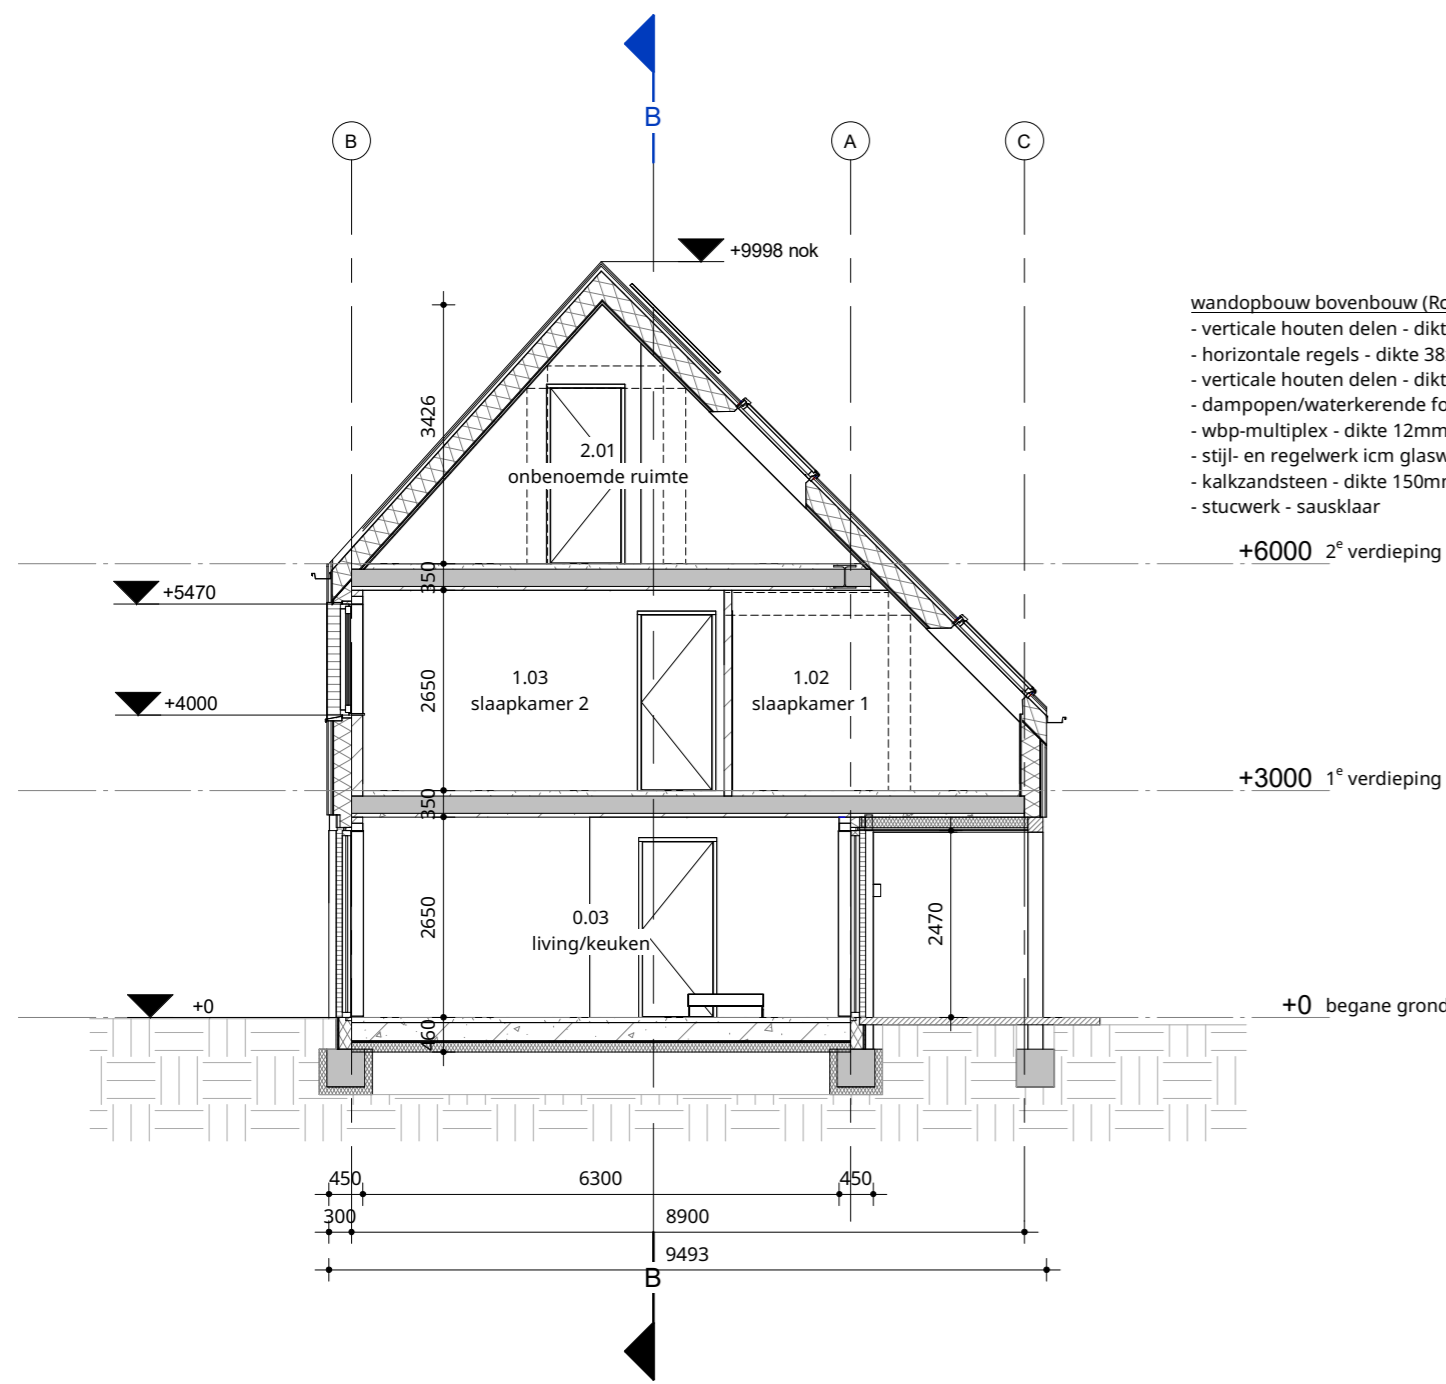 B
B
A
C
+9998 nok
wandopbouw bovenbouw (Ro
- verticale houten delen - dikt
- horizontale regels - dikte 38
- verticale houten delen - dikt
- dampopen/waterkerende fo
- wbp-multiplex - dikte 12mm
- stijl- en regelwerk icm glasw
- kalkzandsteen - dikte 150mm
- stucwerk - sausklaar
3426
2.01
onbenoemde ruimte
+6000 2e verdieping
350
+5470
2650
1.03
slaapkamer 2
1.02
slaapkamer 1
+4000
+3000 1e verdieping
350
2650
0.03
living/keuken
2470
+0
+0 begane grond
460
450
6300
450
300
8900
9493
B